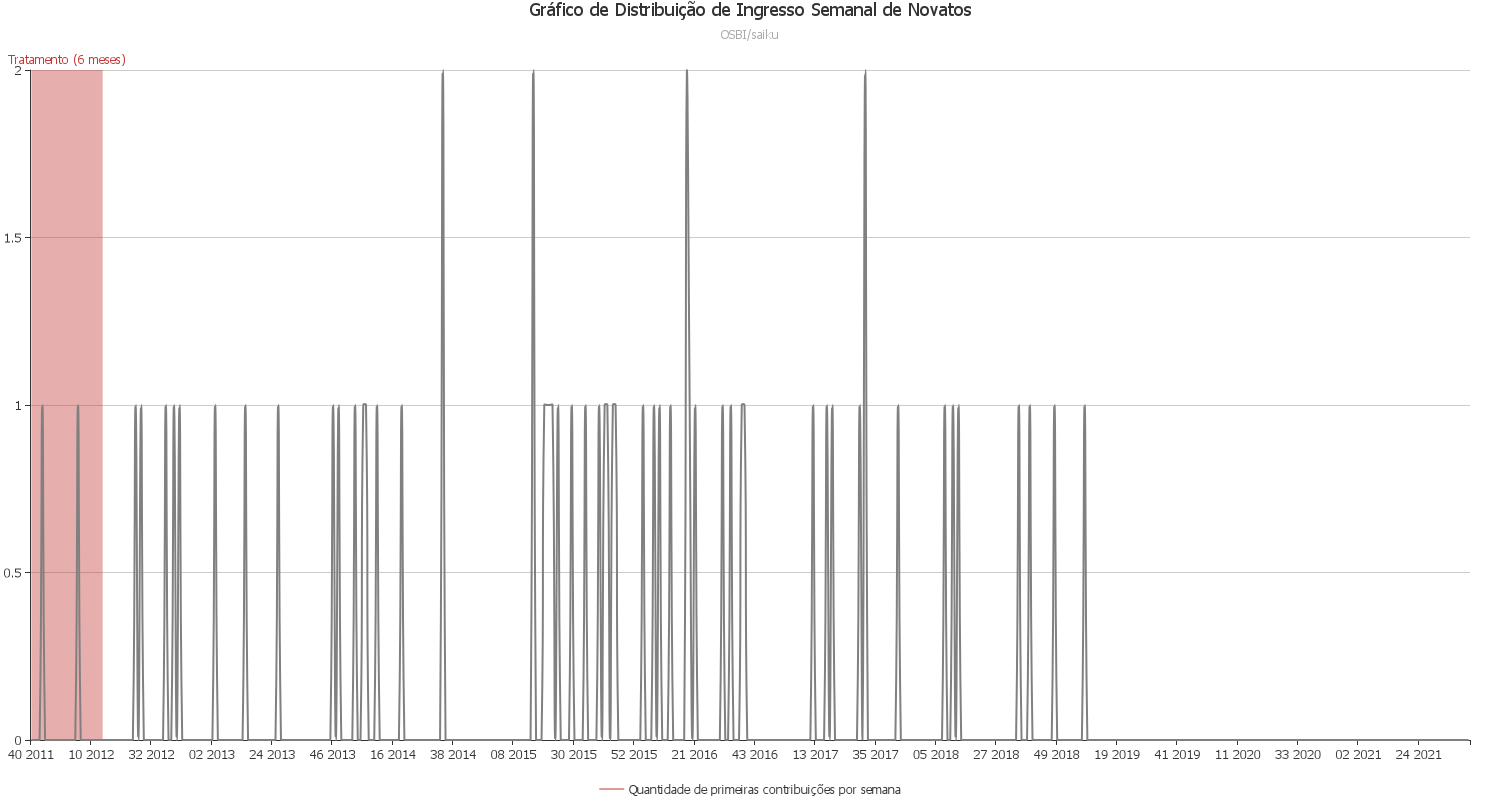 Gráfico de Distribuição de Ingresso Semanal de Novatos
OSBI/saiku
Tratamento (6 meses)
2
1.5
1
0.5
0
40 2011 10 2012 32 2012 02 2013 24 2013 46 2013 16 2014 38 2014 08 2015 30 2015 52 2015 21 2016 43 2016 13 2017 35 2017 05 2018 27 2018 49 2018 19 2019 41 2019 11 2020 33 2020 02 2021 24 2021
Quantidade de primeiras contribuições por semana